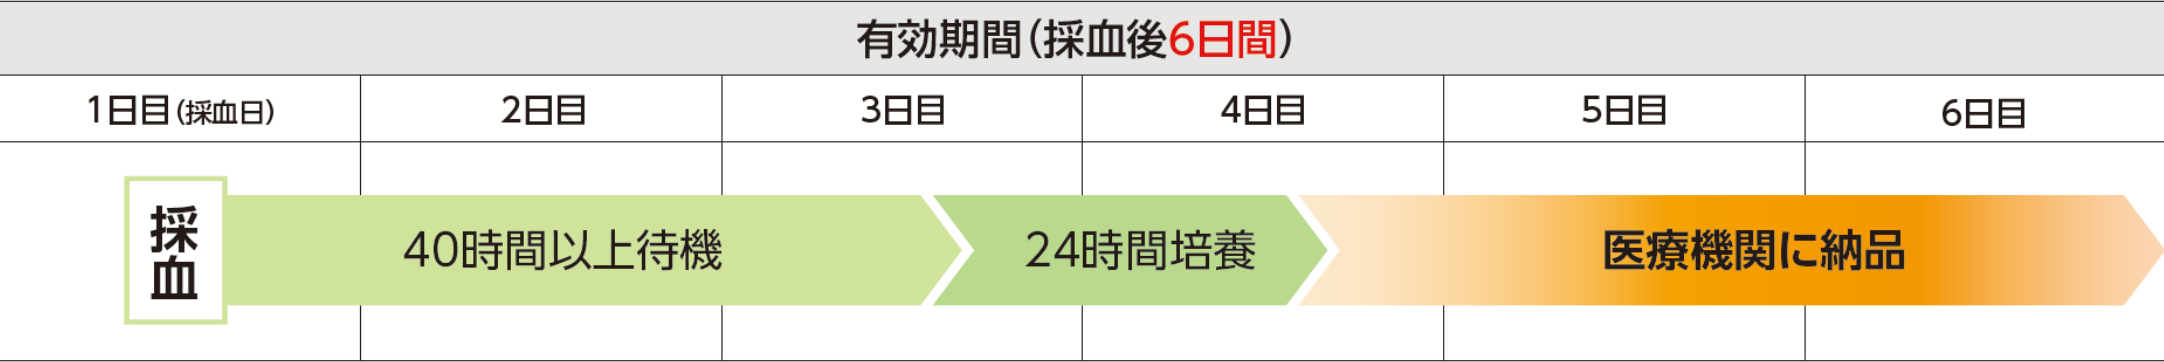 有効期間（採血後6日間）
1日目（採血日）
2日目
3日目
4日目
5日目
6日目
採血
40時間以上待機
24時間培養
医療機関に納品